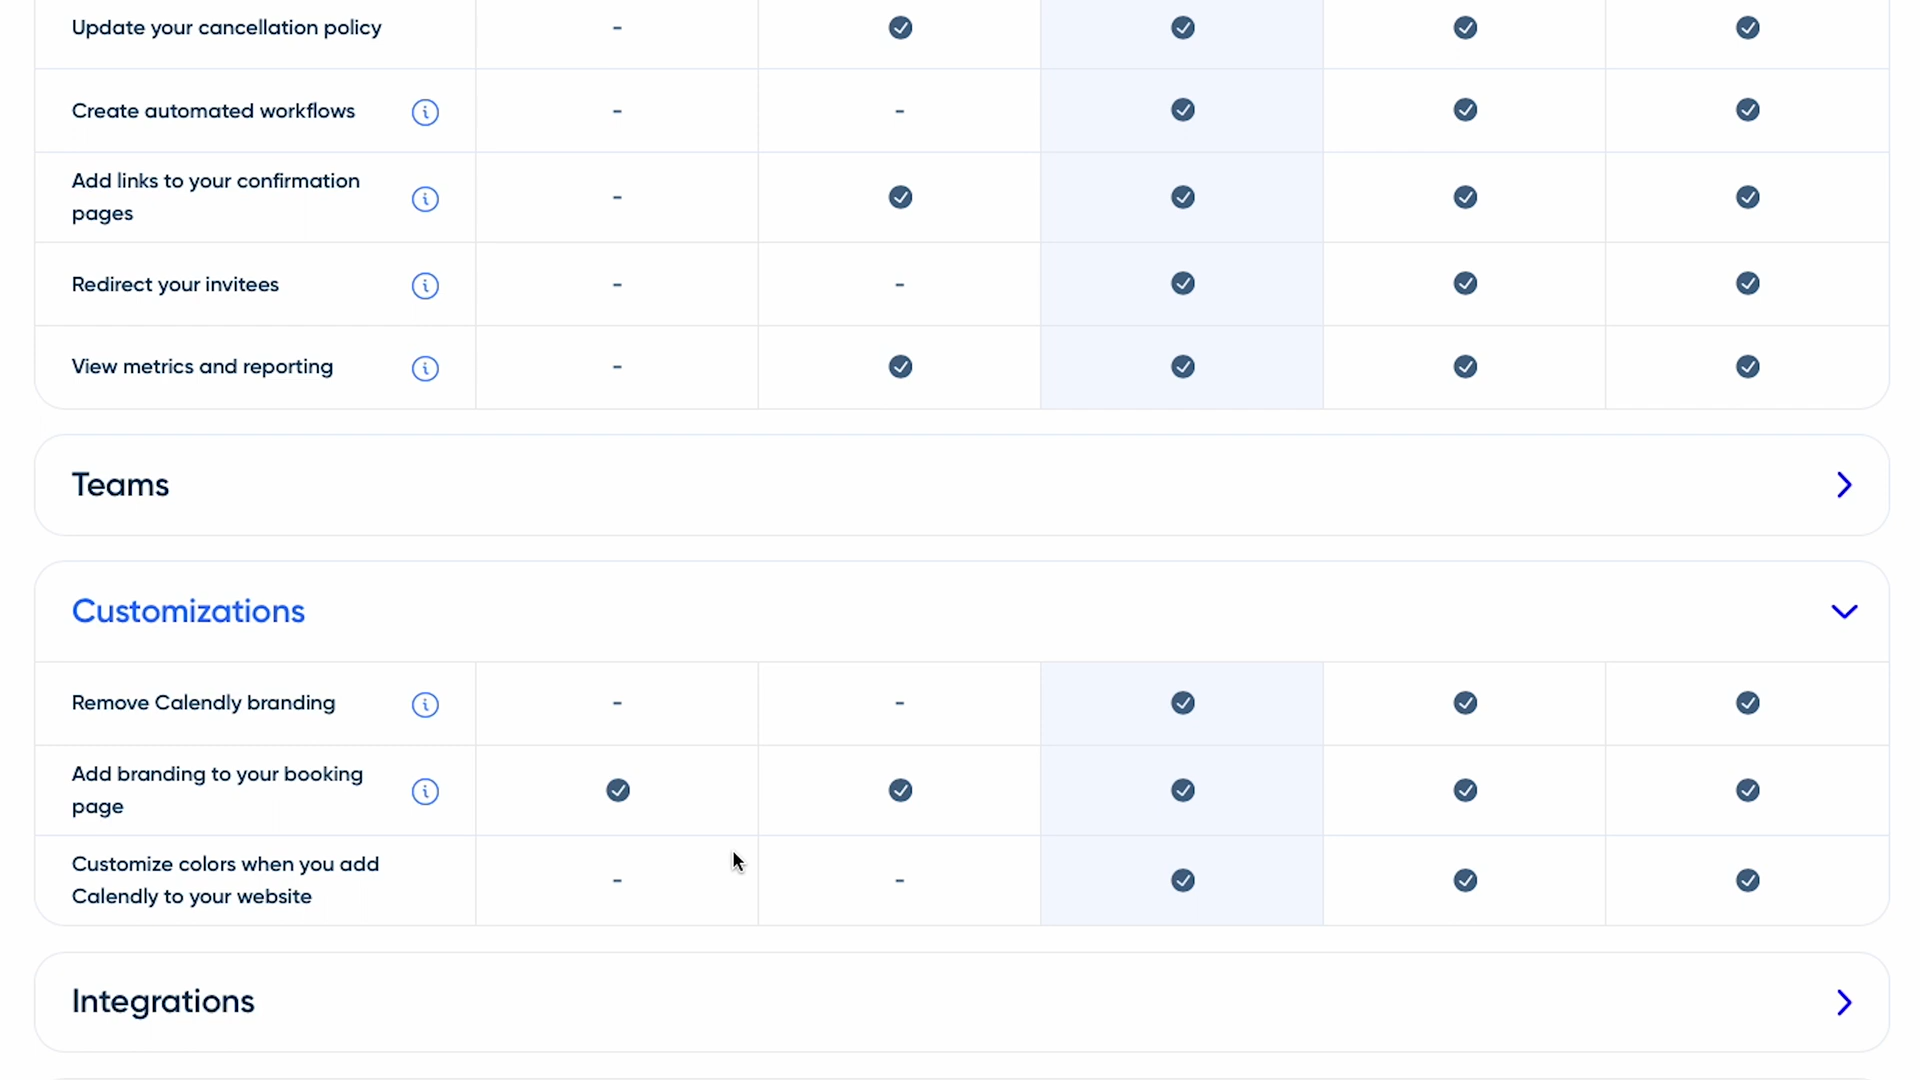 Update your cancellation policy - 
Create automated workflows - -
Add links to your confirmation
pages -
Redirect your invitees - -
View metrics and reporting -
Teams
Customizations
Remove Calendly branding - -
Add branding to your booking
page
Customize colors when you add
Calendly to your website - -
Integrations